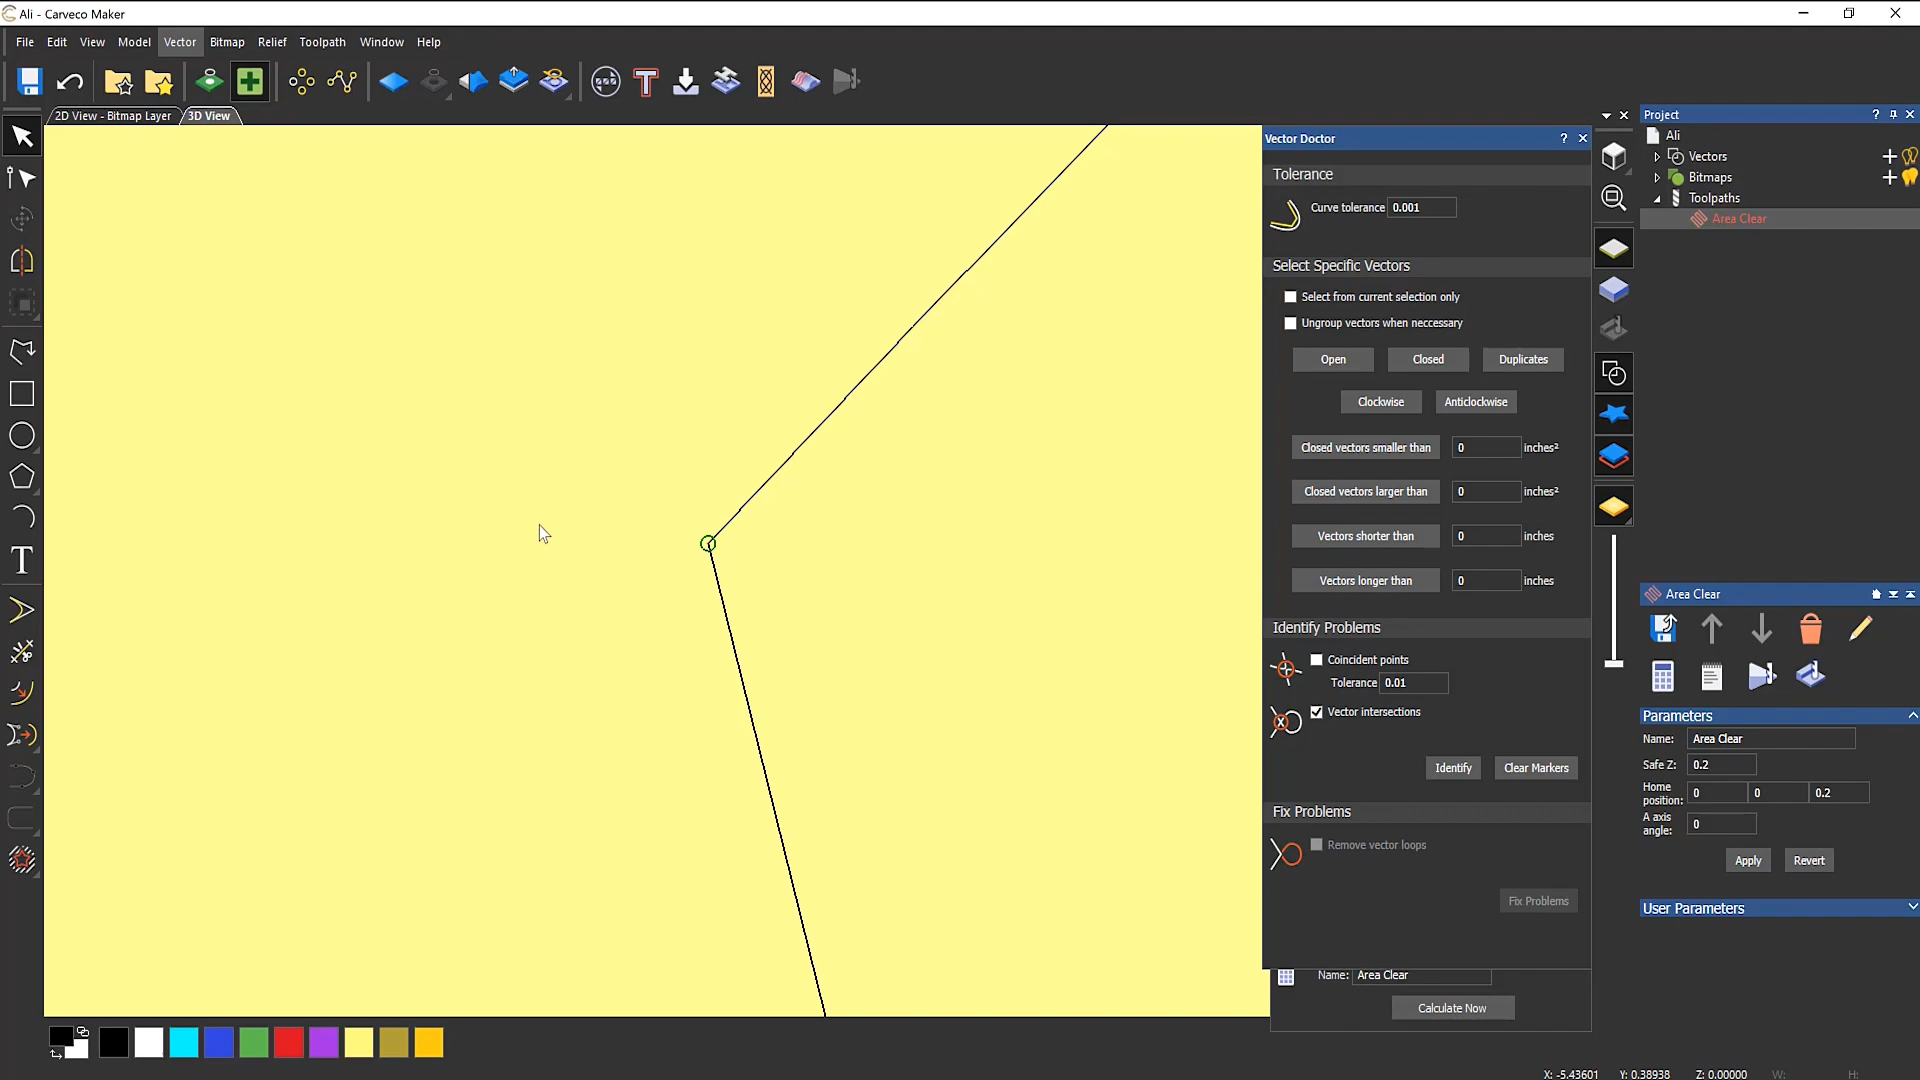 Ali - Carveco Maker
File Edit View Model Vector Bitmap Relief Toolpath Window Help
2D View - Bitmap Layer 3D View
Vector Doctor ?
Tolerance
Curve tolerance 0.001
Select Specific Vectors
Select from current selection only
Ungroup vectors when neccessary
Open Closed Duplicates
Clockwise Anticlockwise
Closed vectors smaller than 0 inches²
Closed vectors larger than 0 inches²
Vectors shorter than 0 inches
Vectors longer than 0 inches
Identify Problems
Coincident points
Tolerance 0.01
Vector intersections
Identify Clear Markers
Fix Problems
Remove vector loops
Fix Problems
Name: Area Clear
Calculate Now
Project ?
Ali
Vectors
Bitmaps
Toolpaths
Area Clear
Area Clear
Parameters
Name: Area Clear
Safe Z: 0.2
Home position: 0 0 0.2
A axis angle: 0
Apply Revert
User Parameters
X: -5.43601 Y: 0.38938 Z: 0.00000 W: H: